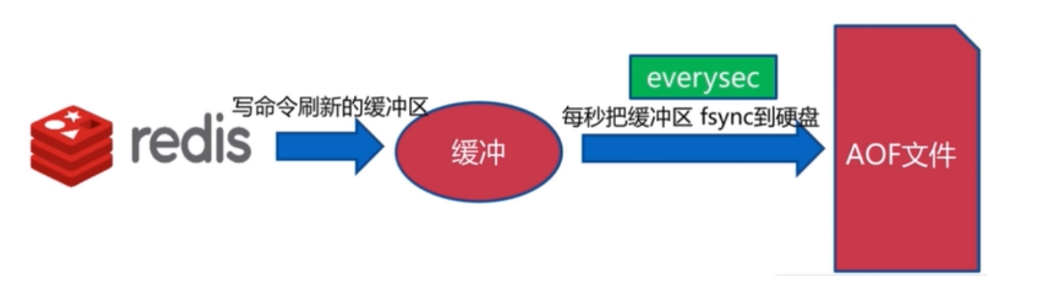 redis
写命令刷新的缓冲区
缓冲
everysec
每秒把缓冲区 fsync到硬盘
AOF文件